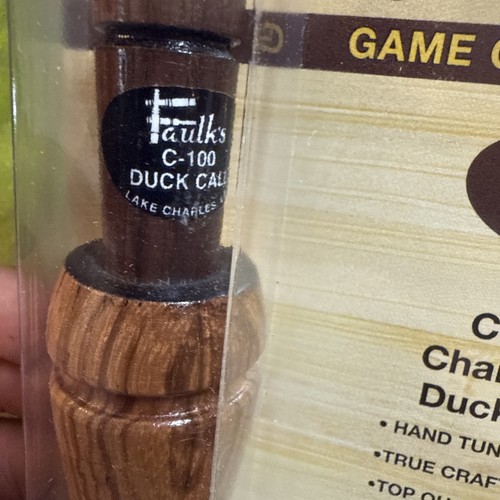 GAME
Faulk's
C-100
DUCK CALL
LAKE CHARLES
C
Cha
Duck
• HAND TUN
•TRUE CRAF
•TOP QU